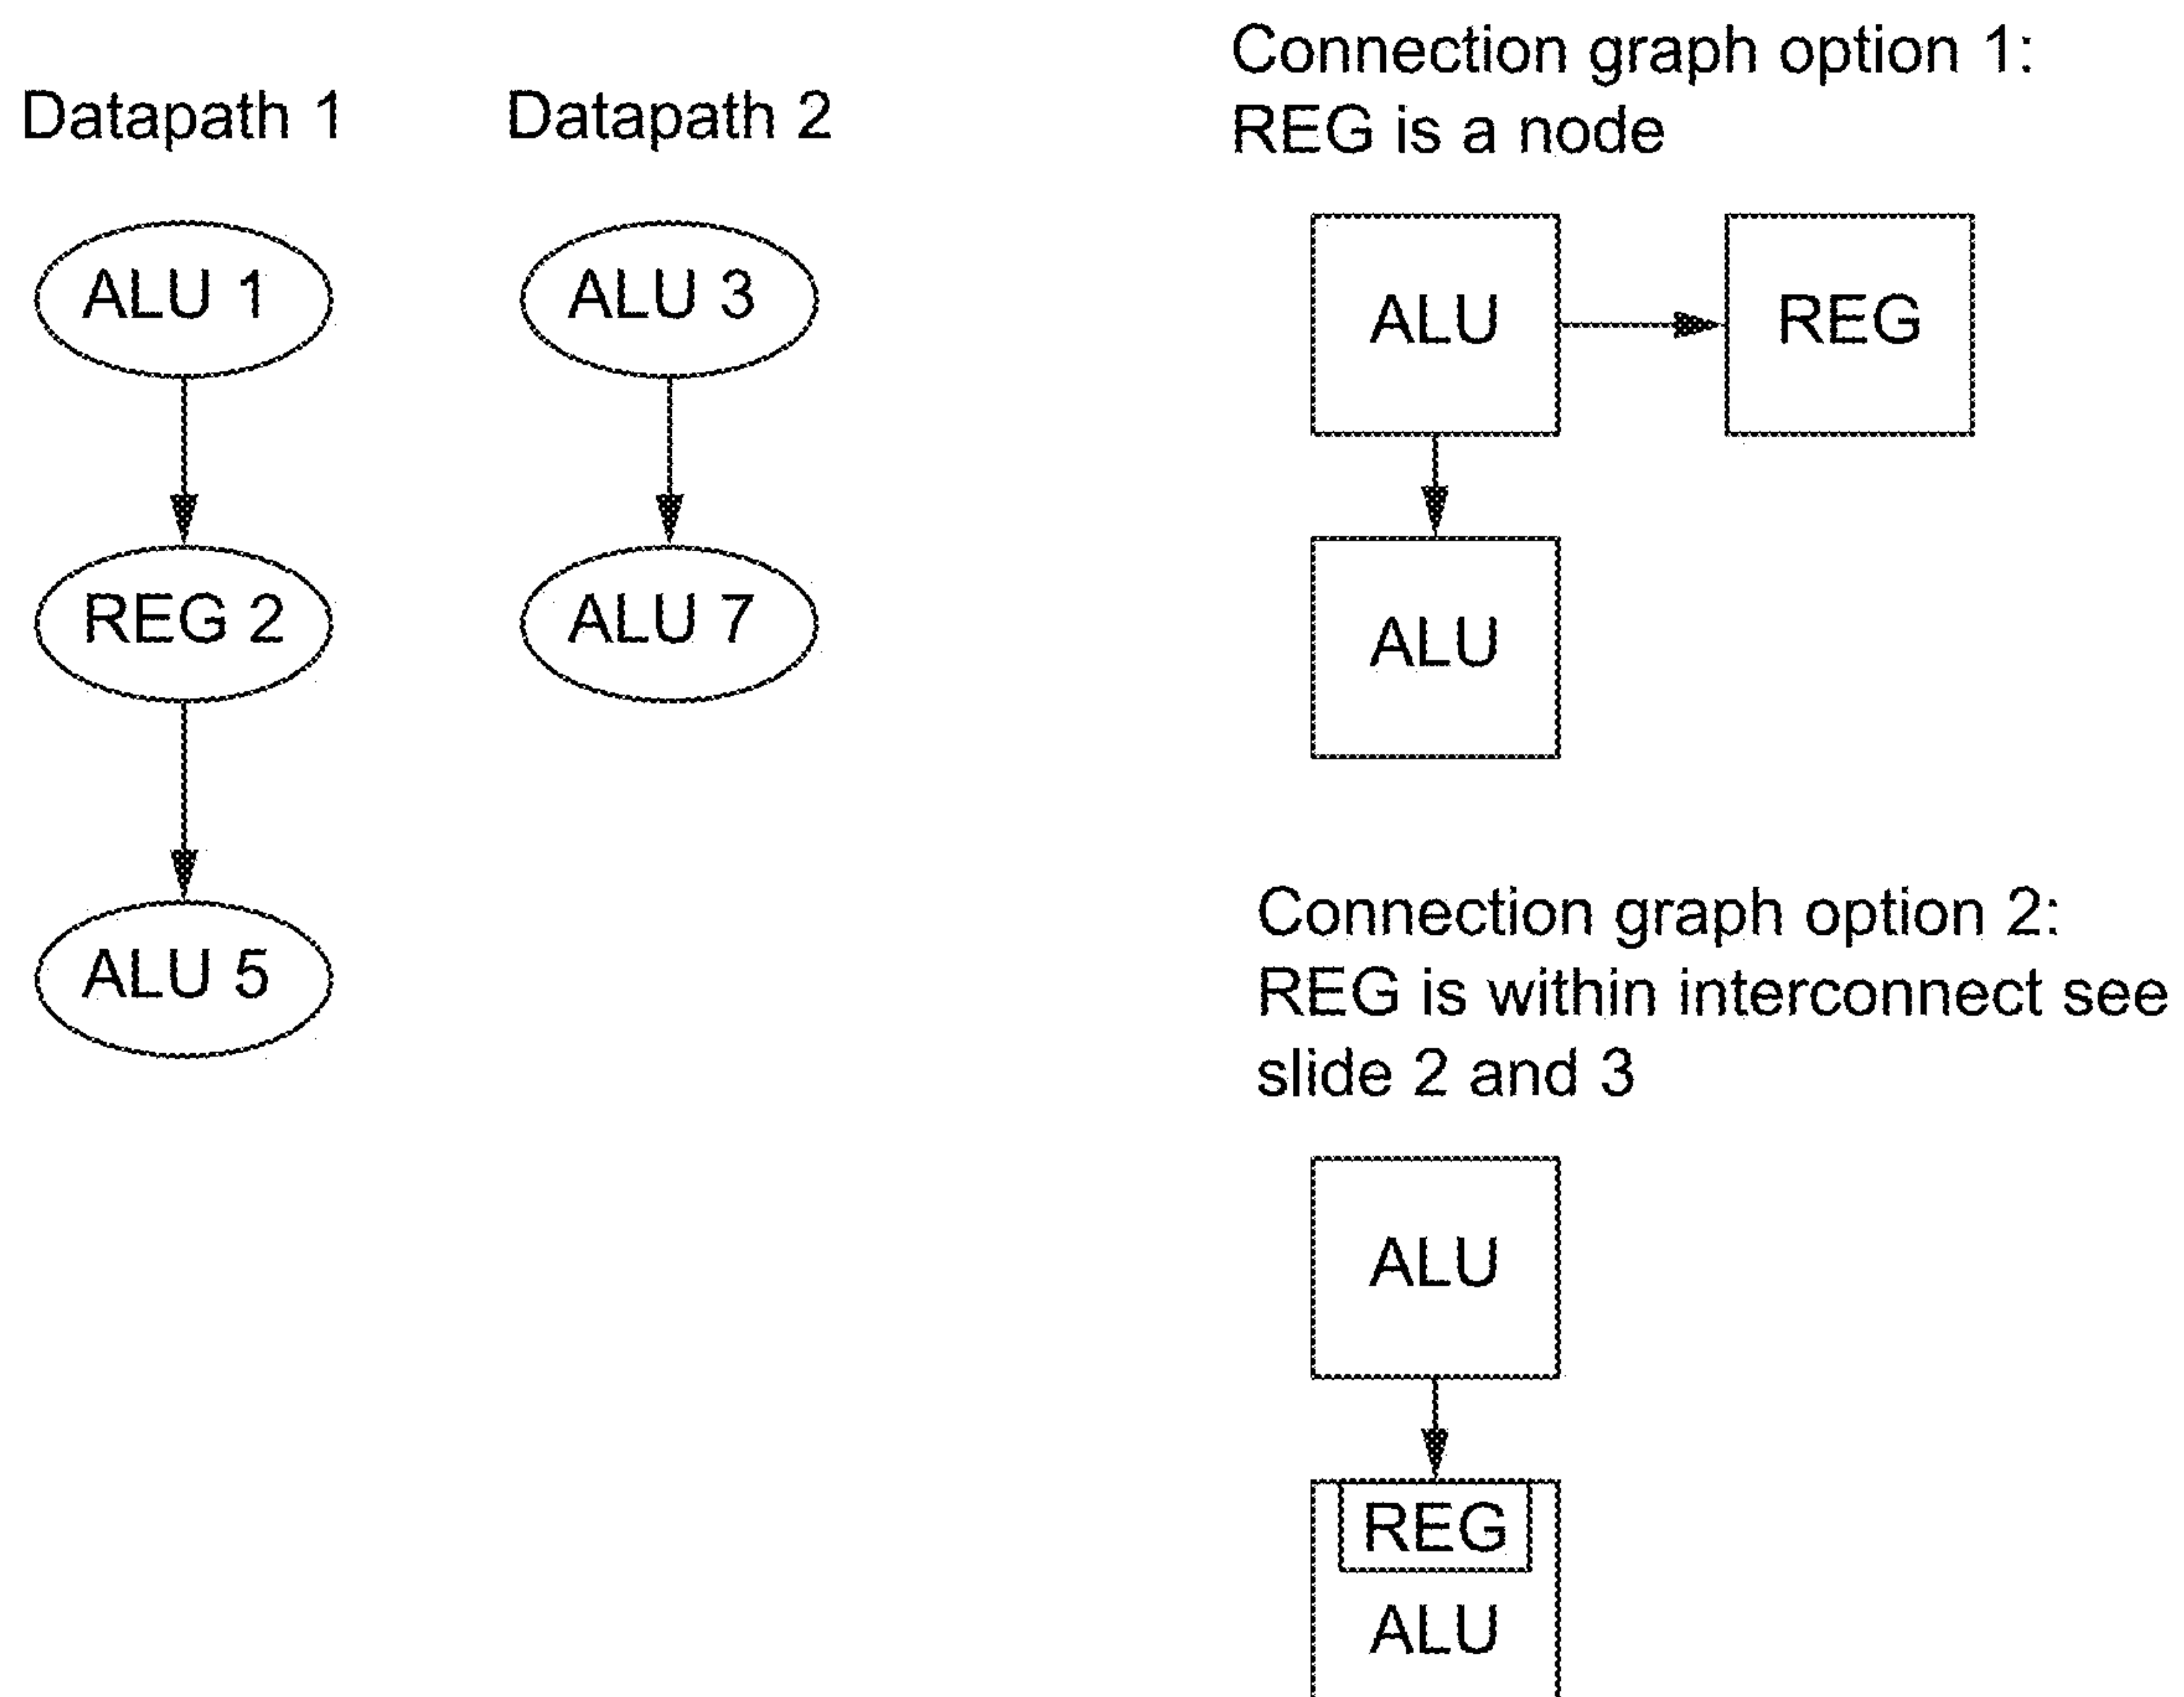 Datapath 1
ALU 1
REG 2
ALU 5
Datapath 2
ALU 3
ALU 7
Connection graph option 1:
REG is a node
ALU
REG
ALU
Connection graph option 2:
REG is within interconnect see
slide 2 and 3
ALU
REG
ALU